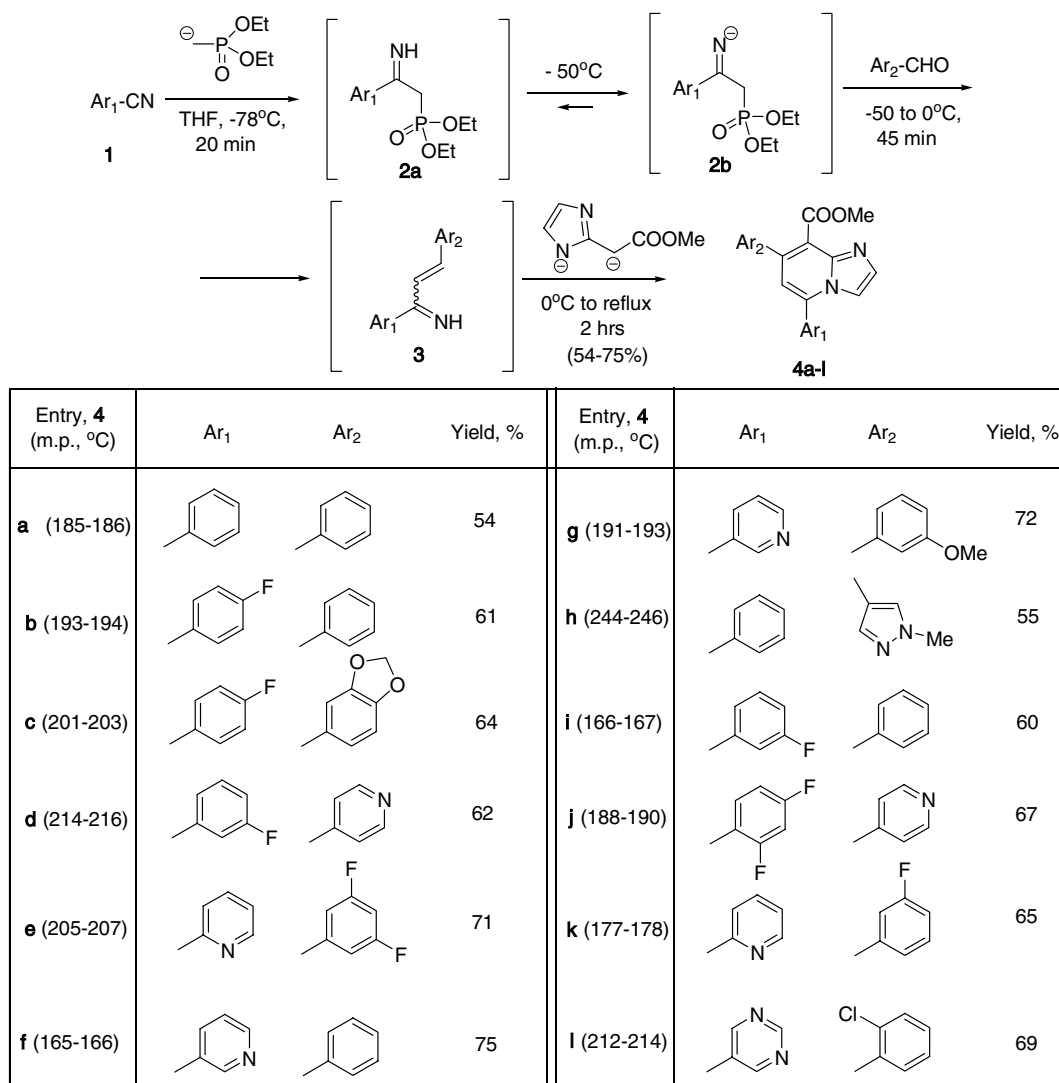 Ar1-CN
1
⊖
P
O
OEt
OEt
THF, -78°C,
20 min
NH
Ar1
O
P
OEt
OEt
2a
- 50°C
N ⊖
Ar1
O
P
OEt
OEt
2b
Ar2-CHO
-50 to 0°C,
45 min
Ar2
Ar1
NH
3
N
N
⊖
⊖
COOMe
0°C to reflux
2 hrs
(54-75%)
COOMe
Ar2
N
N
Ar1
4a-l
Entry, 4 (m.p., °C) Ar1 Ar2 Yield, %
Entry, 4 (m.p., °C) Ar1 Ar2 Yield, %
a (185-186) 54
g (191-193) N OMe 72
b (193-194) F 61
h (244-246) N N Me 55
c (201-203) F O O 64
i (166-167) F 60
d (214-216) F N 62
j (188-190) F F N 67
e (205-207) N F F 71
k (177-178) N F 65
f (165-166) N 75
l (212-214) N N Cl 69